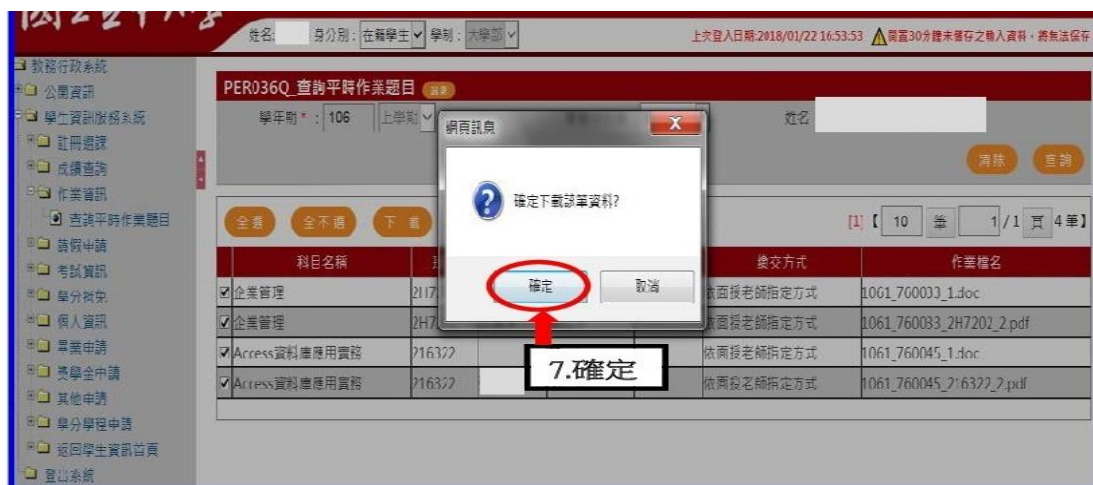 國立空中大學
姓名: 身分別: 在籍學生 學制: 大學部 上次登入日期:2018/01/22 16:53:53 閒置30分鐘未儲存之輸入資料,將無法保存
教務行政系統
公開資訊
學生資訊服務系統
註冊選課
成績查詢
作業資訊
查詢平時作業題目
請假申請
考試資訊
學分減免
個人資訊
畢業申請
獎學金申請
其他申請
學分學程申請
返回學生資訊首頁
登出系統
PER036Q_查詢平時作業題目
學年期*: 106 上學期 姓名
清除 查詢
網頁訊息
X
確定下載該筆資料?
確定 取消
7.確定
全選 全不選 下載 [1]【 10 筆 1 / 1 頁 4筆】
科目名稱 繳交方式 作業檔名
企業管理 2H7 依面授老師指定方式 1061_760033_1.doc
企業管理 2H7 依面授老師指定方式 1061_760033_2H7202_2.pdf
Access資料庫應用實務 216322 依面授老師指定方式 1061_760045_1.doc
Access資料庫應用實務 216322 依面授老師指定方式 1061_760045_216322_2.pdf